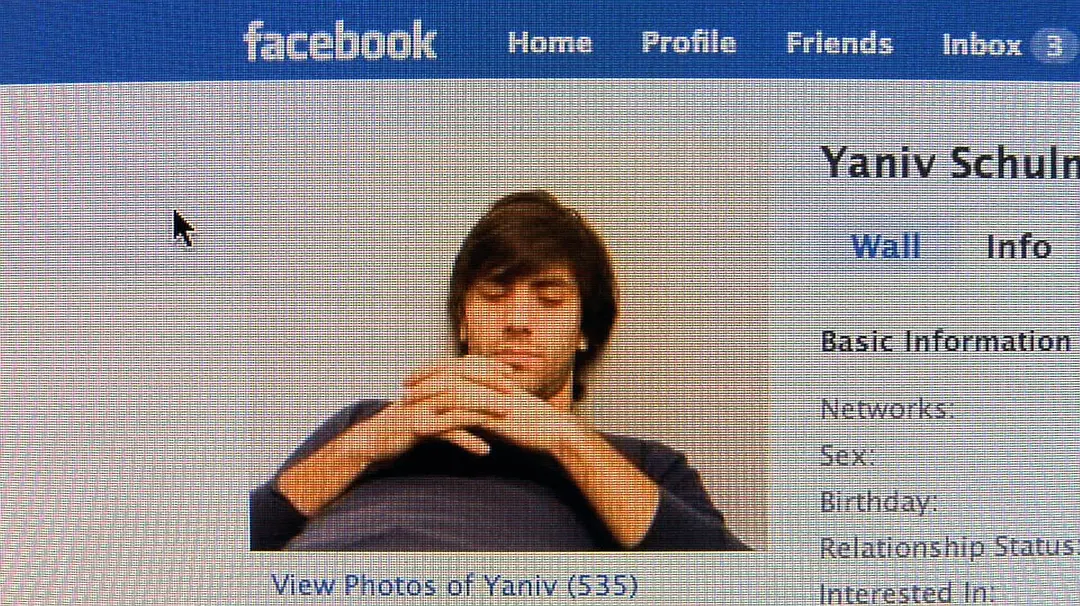 facebook Home Profile Friends Inbox 3
Yaniv Schulm
Wall Info
Basic Information
Networks:
Sex:
Birthday:
Relationship Status:
Interested In:
View Photos of Yaniv (535)